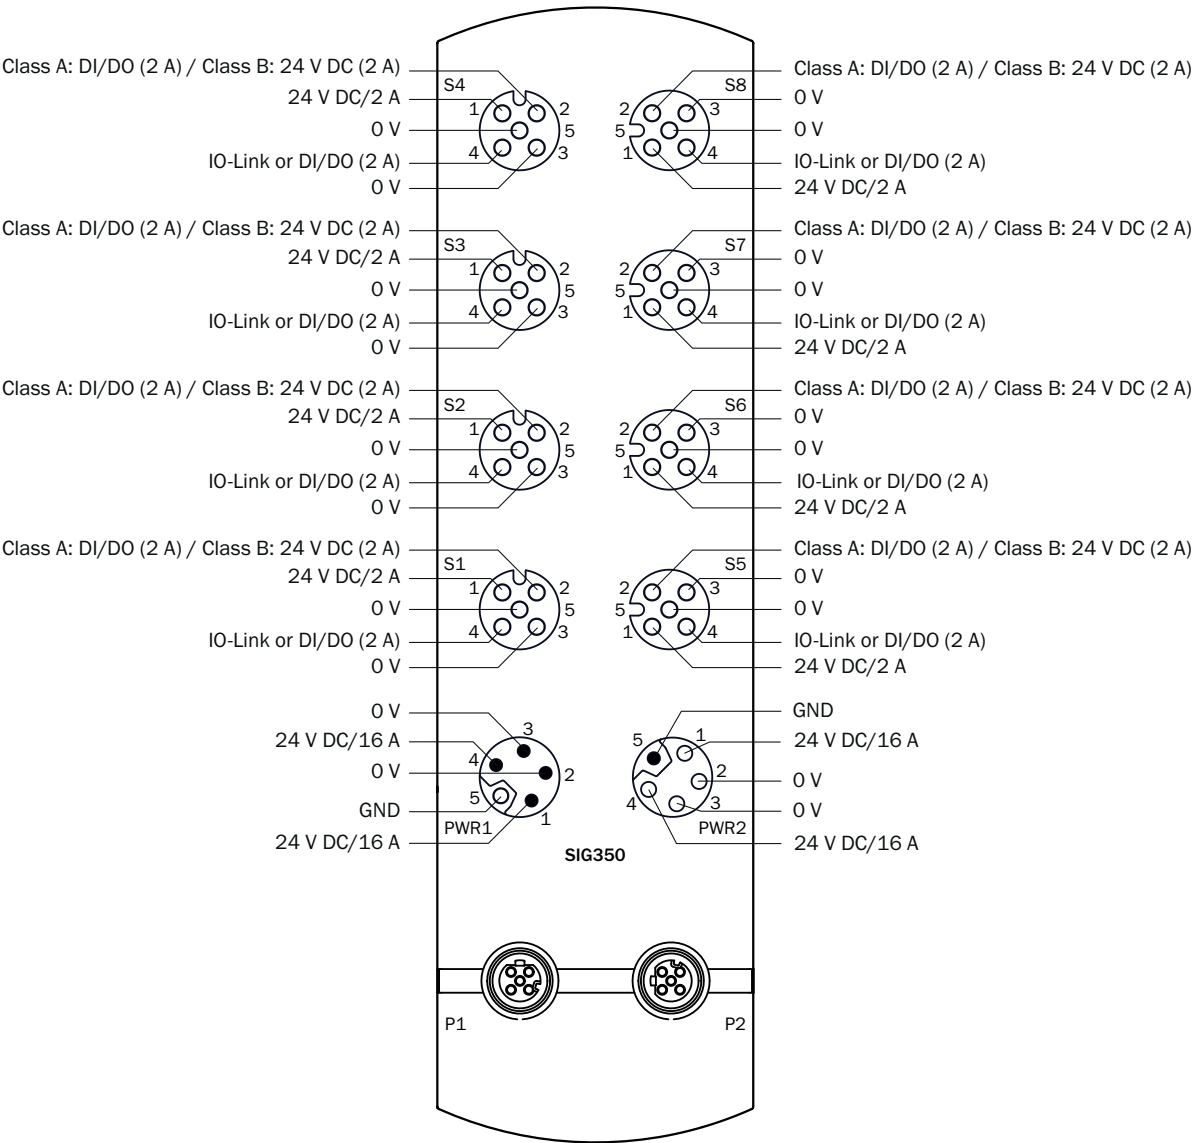 Class A: DI/DO (2 A) / Class B: 24 V DC (2 A)
S4
24 V DC/2 A
1
2
0 V
5
IO-Link or DI/DO (2 A)
4
3
0 V
Class A: DI/DO (2 A) / Class B: 24 V DC (2 A)
S8
0 V
2
3
0 V
5
IO-Link or DI/DO (2 A)
1
4
24 V DC/2 A
Class A: DI/DO (2 A) / Class B: 24 V DC (2 A)
S3
24 V DC/2 A
1
2
0 V
5
IO-Link or DI/DO (2 A)
4
3
0 V
Class A: DI/DO (2 A) / Class B: 24 V DC (2 A)
S7
0 V
2
3
0 V
5
IO-Link or DI/DO (2 A)
1
4
24 V DC/2 A
Class A: DI/DO (2 A) / Class B: 24 V DC (2 A)
S2
24 V DC/2 A
1
2
0 V
5
IO-Link or DI/DO (2 A)
4
3
0 V
Class A: DI/DO (2 A) / Class B: 24 V DC (2 A)
S6
0 V
2
3
0 V
5
IO-Link or DI/DO (2 A)
1
4
24 V DC/2 A
Class A: DI/DO (2 A) / Class B: 24 V DC (2 A)
S1
24 V DC/2 A
1
2
0 V
5
IO-Link or DI/DO (2 A)
4
3
0 V
Class A: DI/DO (2 A) / Class B: 24 V DC (2 A)
S5
0 V
2
3
0 V
5
IO-Link or DI/DO (2 A)
1
4
24 V DC/2 A
0 V
3
24 V DC/16 A
4
0 V
2
5
GND
1
PWR1
24 V DC/16 A
GND
5
1
24 V DC/16 A
2
0 V
4
3
0 V
PWR2
24 V DC/16 A
SIG350
P1
P2